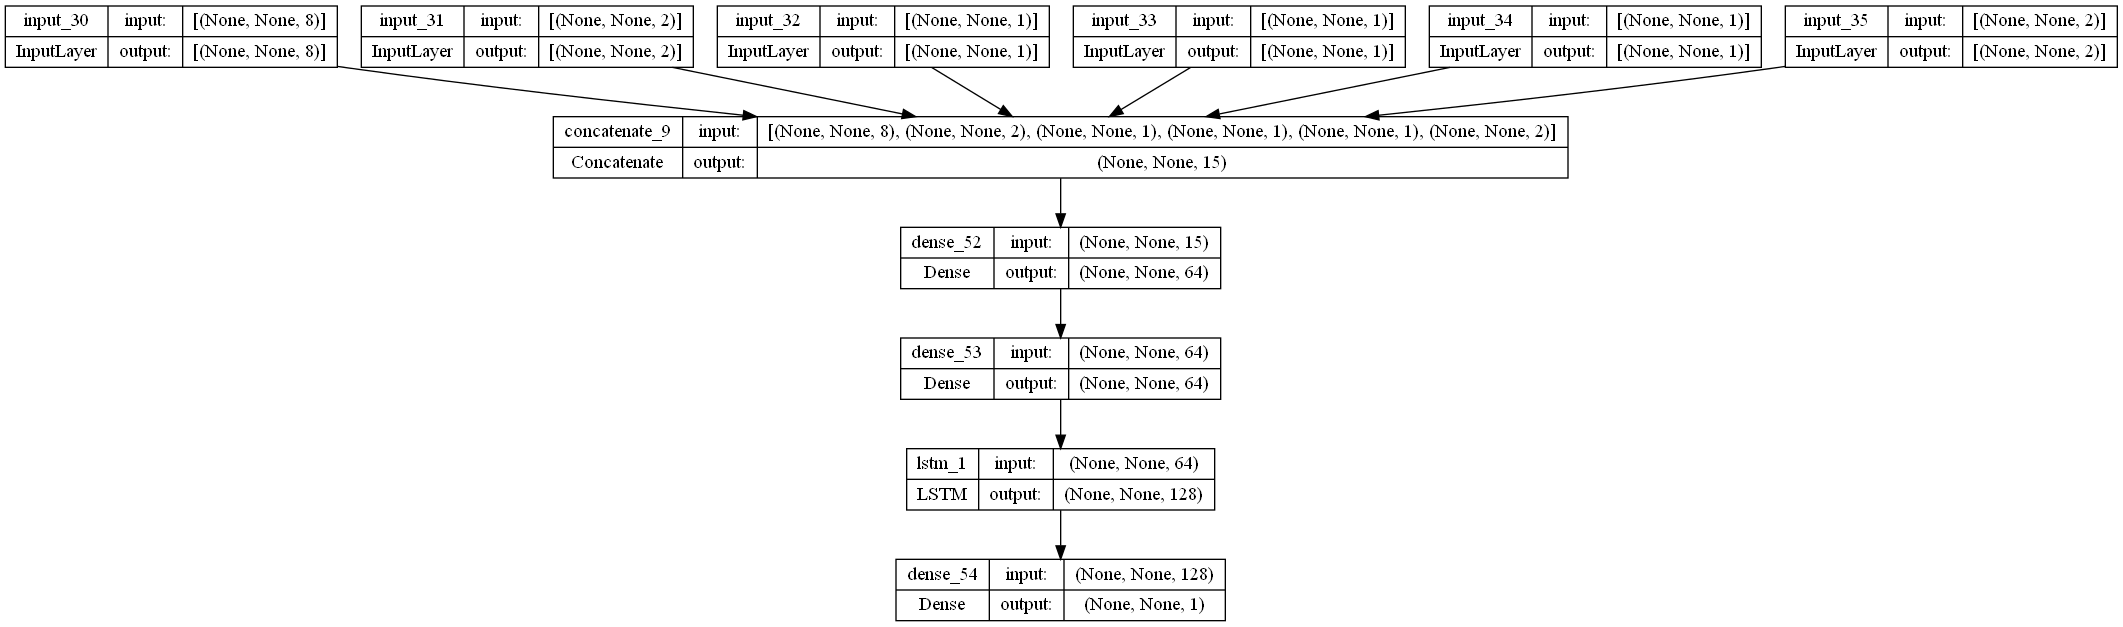 input_30 input: [(None, None, 8)] input_31 input: [(None, None, 2)] input_32 input: [(None, None, 1)] input_33 input: [(None, None, 1)] input_34 input: [(None, None, 1)] input_35 input: [(None, None, 2)]
InputLayer output: [(None, None, 8)] InputLayer output: [(None, None, 2)] InputLayer output: [(None, None, 1)] InputLayer output: [(None, None, 1)] InputLayer output: [(None, None, 1)] InputLayer output: [(None, None, 2)]
concatenate_9 input: [(None, None, 8), (None, None, 2), (None, None, 1), (None, None, 1), (None, None, 1), (None, None, 2)]
Concatenate output: (None, None, 15)
dense_52 input: (None, None, 15)
Dense output: (None, None, 64)
dense_53 input: (None, None, 64)
Dense output: (None, None, 64)
lstm_1 input: (None, None, 64)
LSTM output: (None, None, 128)
dense_54 input: (None, None, 128)
Dense output: (None, None, 1)